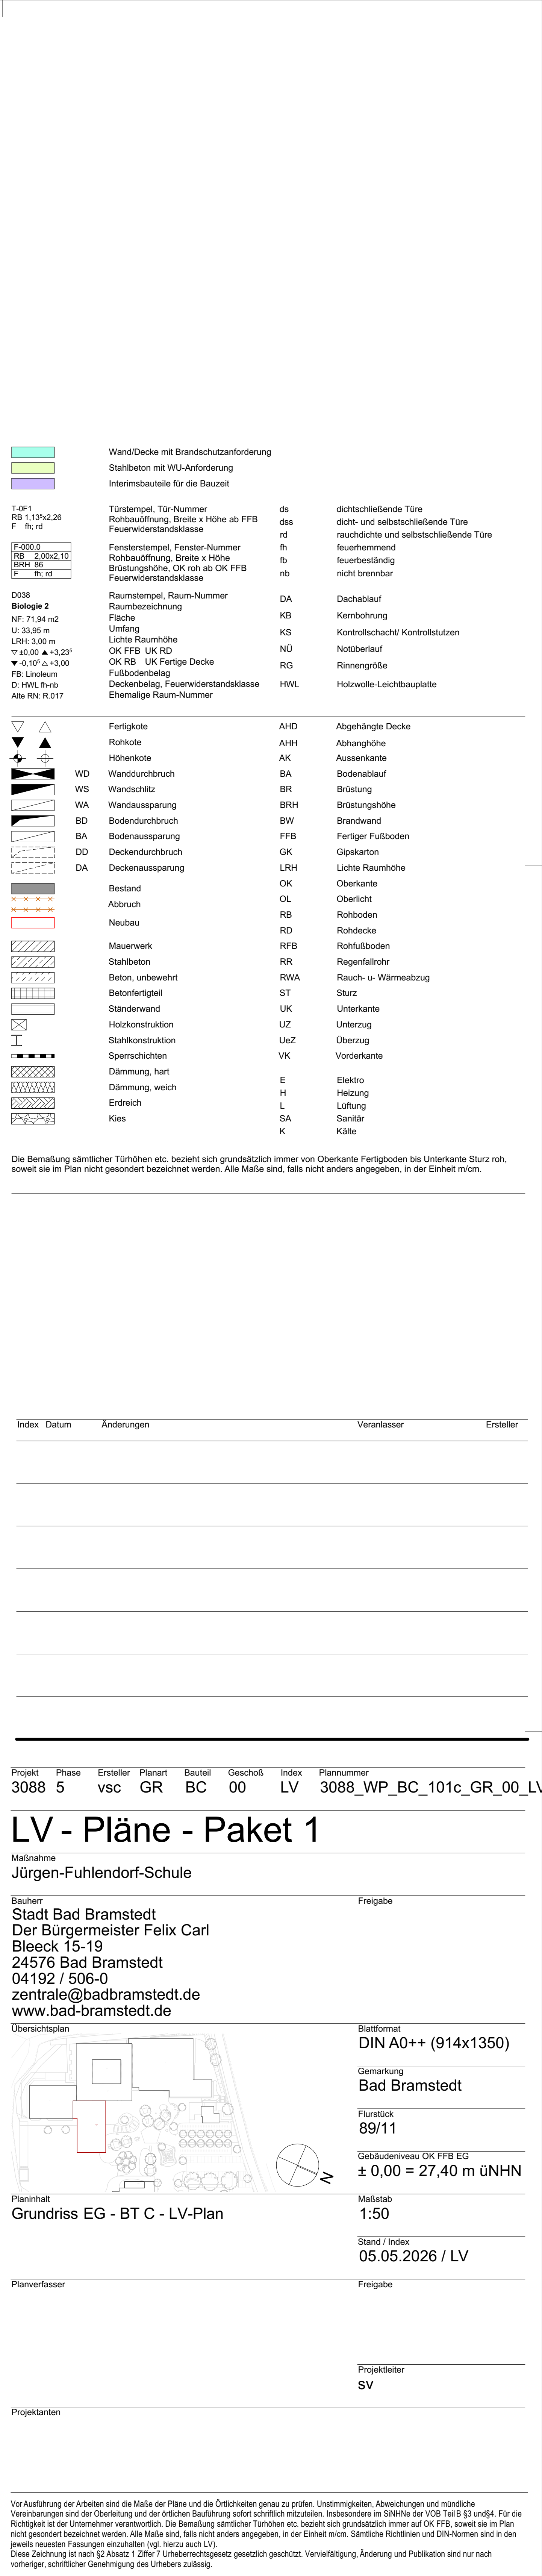 Wand/Decke mit Brandschutzanforderung
Stahlbeton mit WU-Anforderung
Interimsbauteile für die Bauzeit
T-0F1 Türstempel, Tür-Nummer ds dichtschließende Türe
RB 1,13⁵x2,26 Rohbauöffnung, Breite x Höhe ab FFB dss dicht- und selbstschließende Türe
F fh; rd Feuerwiderstandsklasse rd rauchdichte und selbstschließende Türe
F-000.0 Fensterstempel, Fenster-Nummer fh feuerhemmend
RB 2,00x2,10 Rohbauöffnung, Breite x Höhe fb feuerbeständig
BRH 86 Brüstungshöhe, OK roh ab OK FFB nb nicht brennbar
F fh; rd Feuerwiderstandsklasse
D038 Raumstempel, Raum-Nummer DA Dachablauf
Biologie 2 Raumbezeichnung
NF: 71,94 m2 Fläche KB Kernbohrung
U: 33,95 m Umfang KS Kontrollschacht/ Kontrollstutzen
LRH: 3,00 m Lichte Raumhöhe
±0,00 +3,23⁵ OK FFB UK RD NÜ Notüberlauf
-0,10⁵ +3,00 OK RB UK Fertige Decke RG Rinnengröße
FB: Linoleum Fußbodenbelag
D: HWL fh-nb Deckenbelag, Feuerwiderstandsklasse HWL Holzwolle-Leichtbauplatte
Alte RN: R.017 Ehemalige Raum-Nummer
Fertigkote AHD Abgehängte Decke
Rohkote AHH Abhanghöhe
Höhenkote AK Aussenkante
WD Wanddurchbruch BA Bodenablauf
WS Wandschlitz BR Brüstung
WA Wandaussparung BRH Brüstungshöhe
BD Bodendurchbruch BW Brandwand
BA Bodenaussparung FFB Fertiger Fußboden
DD Deckendurchbruch GK Gipskarton
DA Deckenaussparung LRH Lichte Raumhöhe
Bestand OK Oberkante
Abbruch OL Oberlicht
Neubau RB Rohboden
RD Rohdecke
Mauerwerk RFB Rohfußboden
Stahlbeton RR Regenfallrohr
Beton, unbewehrt RWA Rauch- u- Wärmeabzug
Betonfertigteil ST Sturz
Ständerwand UK Unterkante
Holzkonstruktion UZ Unterzug
Stahlkonstruktion UeZ Überzug
Sperrschichten VK Vorderkante
Dämmung, hart
Dämmung, weich E Elektro
H Heizung
Erdreich L Lüftung
Kies SA Sanitär
K Kälte
Die Bemaßung sämtlicher Türhöhen etc. bezieht sich grundsätzlich immer von Oberkante Fertigboden bis Unterkante Sturz roh,
soweit sie im Plan nicht gesondert bezeichnet werden. Alle Maße sind, falls nicht anders angegeben, in der Einheit m/cm.
Index Datum Änderungen Veranlasser Ersteller
Projekt Phase Ersteller Planart Bauteil Geschoß Index Plannummer
3088 5 vsc GR BC 00 LV 3088_WP_BC_101c_GR_00_LV
LV - Pläne - Paket 1
Maßnahme
Jürgen-Fuhlendorf-Schule
Bauherr Freigabe
Stadt Bad Bramstedt
Der Bürgermeister Felix Carl
Bleeck 15-19
24576 Bad Bramstedt
04192 / 506-0
zentrale@badbramstedt.de
www.bad-bramstedt.de
Übersichtsplan Blattformat
DIN A0++ (914x1350)
Gemarkung
Bad Bramstedt
Flurstück
89/11
Gebäudeniveau OK FFB EG
± 0,00 = 27,40 m üNHN
N
Planinhalt Maßstab
Grundriss EG - BT C - LV-Plan 1:50
Stand / Index
05.05.2026 / LV
Planverfasser Freigabe
Projektleiter
sv
Projektanten
Vor Ausführung der Arbeiten sind die Maße der Pläne und die Örtlichkeiten genau zu prüfen. Unstimmigkeiten, Abweichungen und mündliche
Vereinbarungen sind der Oberleitung und der örtlichen Bauführung sofort schriftlich mitzuteilen. Insbesondere im SiNHNe der VOB Teil B §3 und§4. Für die
Richtigkeit ist der Unternehmer verantwortlich. Die Bemaßung sämtlicher Türhöhen etc. bezieht sich grundsätzlich immer auf OK FFB, soweit sie im Plan
nicht gesondert bezeichnet werden. Alle Maße sind, falls nicht anders angegeben, in der Einheit m/cm. Sämtliche Richtlinien und DIN-Normen sind in den
jeweils neuesten Fassungen einzuhalten (vgl. hierzu auch LV).
Diese Zeichnung ist nach §2 Absatz 1 Ziffer 7 Urheberrechtsgesetz gesetzlich geschützt. Vervielfältigung, Änderung und Publikation sind nur nach
vorheriger, schriftlicher Genehmigung des Urhebers zulässig.